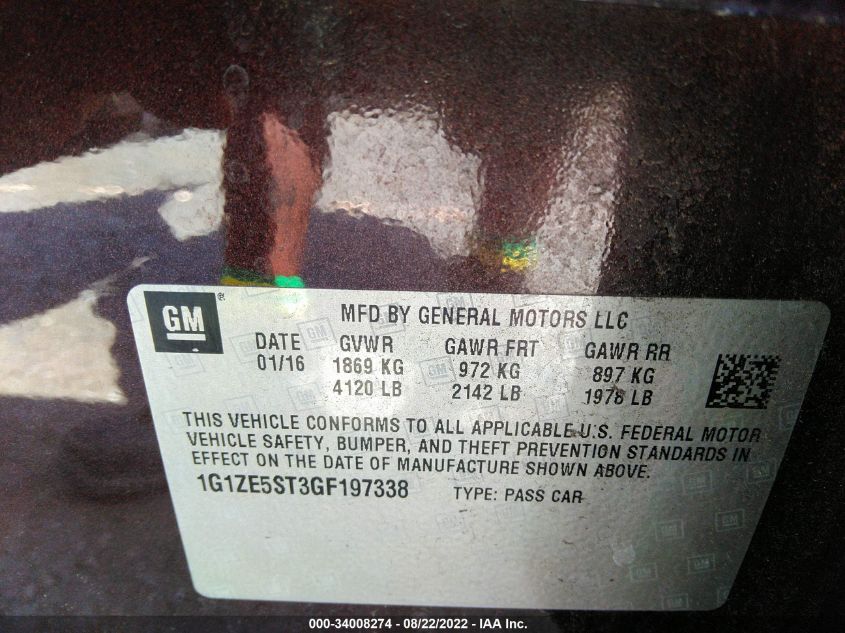 GM ®
MFD BY GENERAL MOTORS LLC
DATE GVWR GAWR FRT GAWR RR
01/16 1869 KG 972 KG 897 KG
4120 LB 2142 LB 1978 LB
THIS VEHICLE CONFORMS TO ALL APPLICABLE U.S. FEDERAL MOTOR
VEHICLE SAFETY, BUMPER, AND THEFT PREVENTION STANDARDS IN
EFFECT ON THE DATE OF MANUFACTURE SHOWN ABOVE.
1G1ZE5ST3GF197338 TYPE: PASS CAR
000-34008274 - 08/22/2022 - IAA Inc.